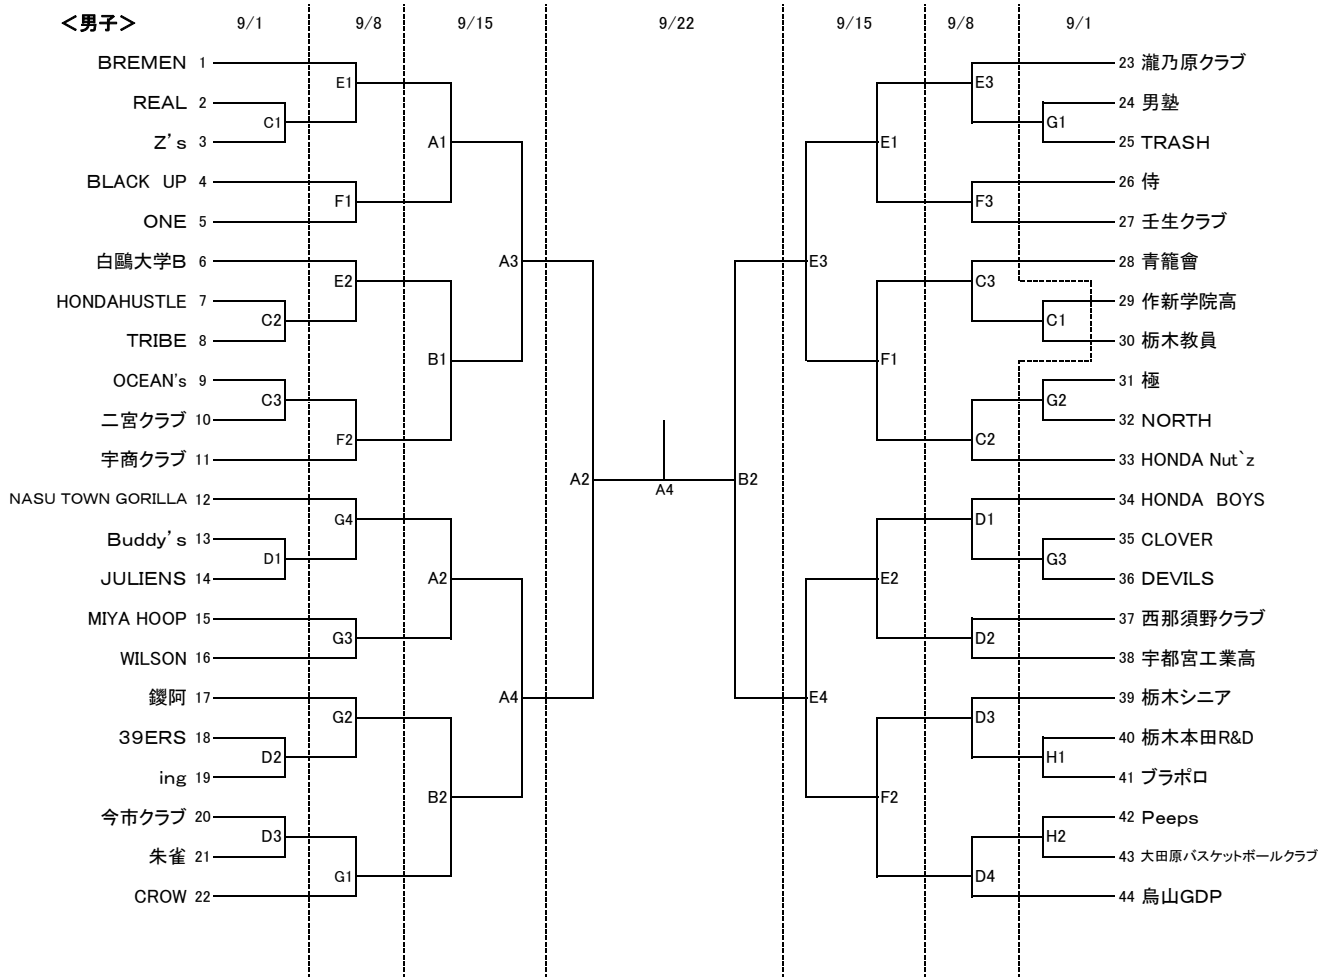 ＜男子＞ 9/1 9/8 9/15 9/22 9/15 9/8 9/1
BREMEN 1 23 瀧乃原クラブ
E1 E3
REAL 2 24 男塾
C1 G1
Z's 3 A1 E1 25 TRASH
BLACK UP 4 26 侍
F1 F3
ONE 5 27 壬生クラブ
白鷗大学B 6 A3 E3 28 青籠會
E2 C3
HONDAHUSTLE 7 29 作新学院高
C2 C1
TRIBE 8 30 栃木教員
B1 F1
OCEAN's 9 31 極
C3 G2
二宮クラブ 10 32 NORTH
F2 C2
宇商クラブ 11 33 HONDA Nut`z
A2 A4 B2
NASU TOWN GORILLA 12 34 HONDA BOYS
G4 D1
Buddy's 13 35 CLOVER
D1 G3
JULIENS 14 A2 E2 36 DEVILS
MIYA HOOP 15 37 西那須野クラブ
G3 D2
WILSON 16 38 宇都宮工業高
鑁阿 17 A4 E4 39 栃木シニア
G2 D3
39ERS 18 40 栃木本田R&D
D2 H1
ing 19 41 ブラポロ
B2 F2
今市クラブ 20 42 Peeps
D3 H2
朱雀 21 43 大田原バスケットボールクラブ
G1 D4
CROW 22 44 烏山GDP